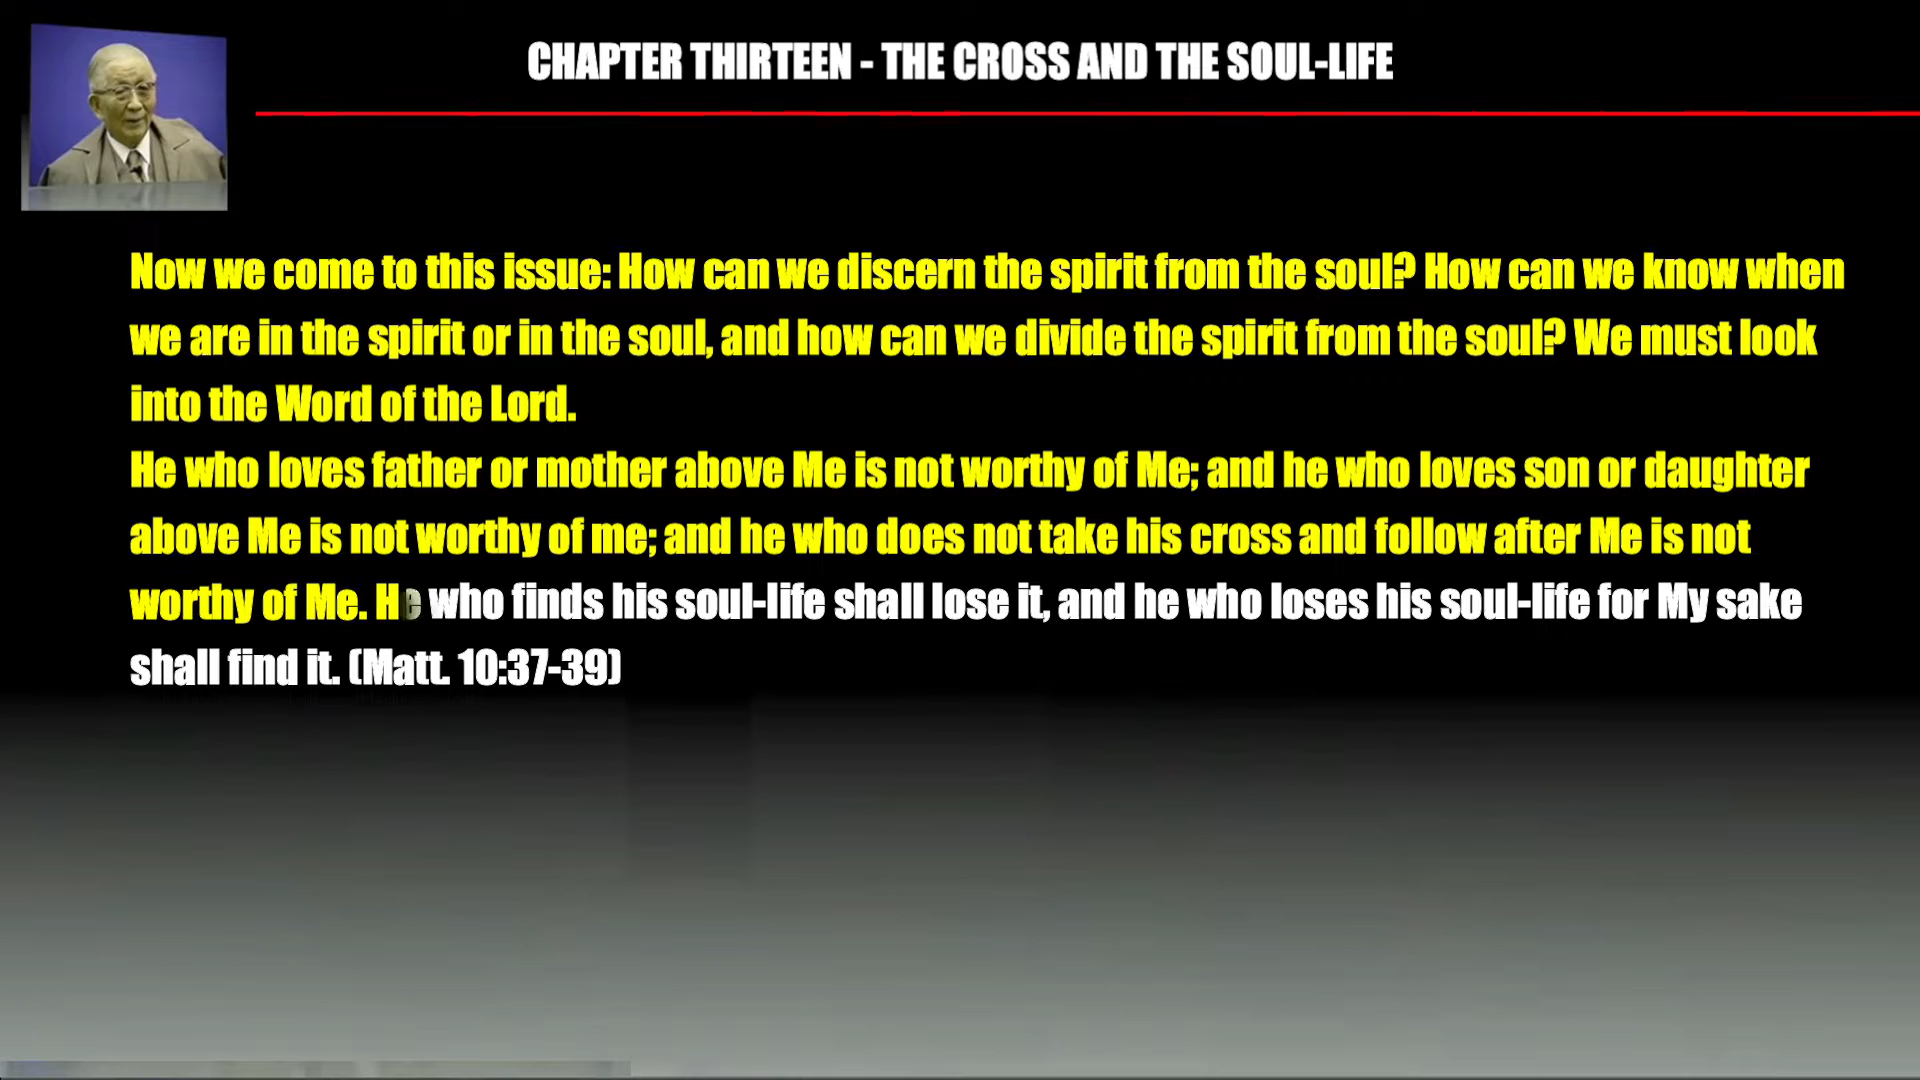 CHAPTER THIRTEEN - THE CROSS AND THE SOUL-LIFE
Now we come to this issue: How can we discern the spirit from the soul? How can we know when
we are in the spirit or in the soul, and how can we divide the spirit from the soul? We must look
into the Word of the Lord.
He who loves father or mother above Me is not worthy of Me; and he who loves son or daughter
above Me is not worthy of me; and he who does not take his cross and follow after Me is not
worthy of Me. He who finds his soul-life shall lose it, and he who loses his soul-life for My sake
shall find it. (Matt. 10:37-39)